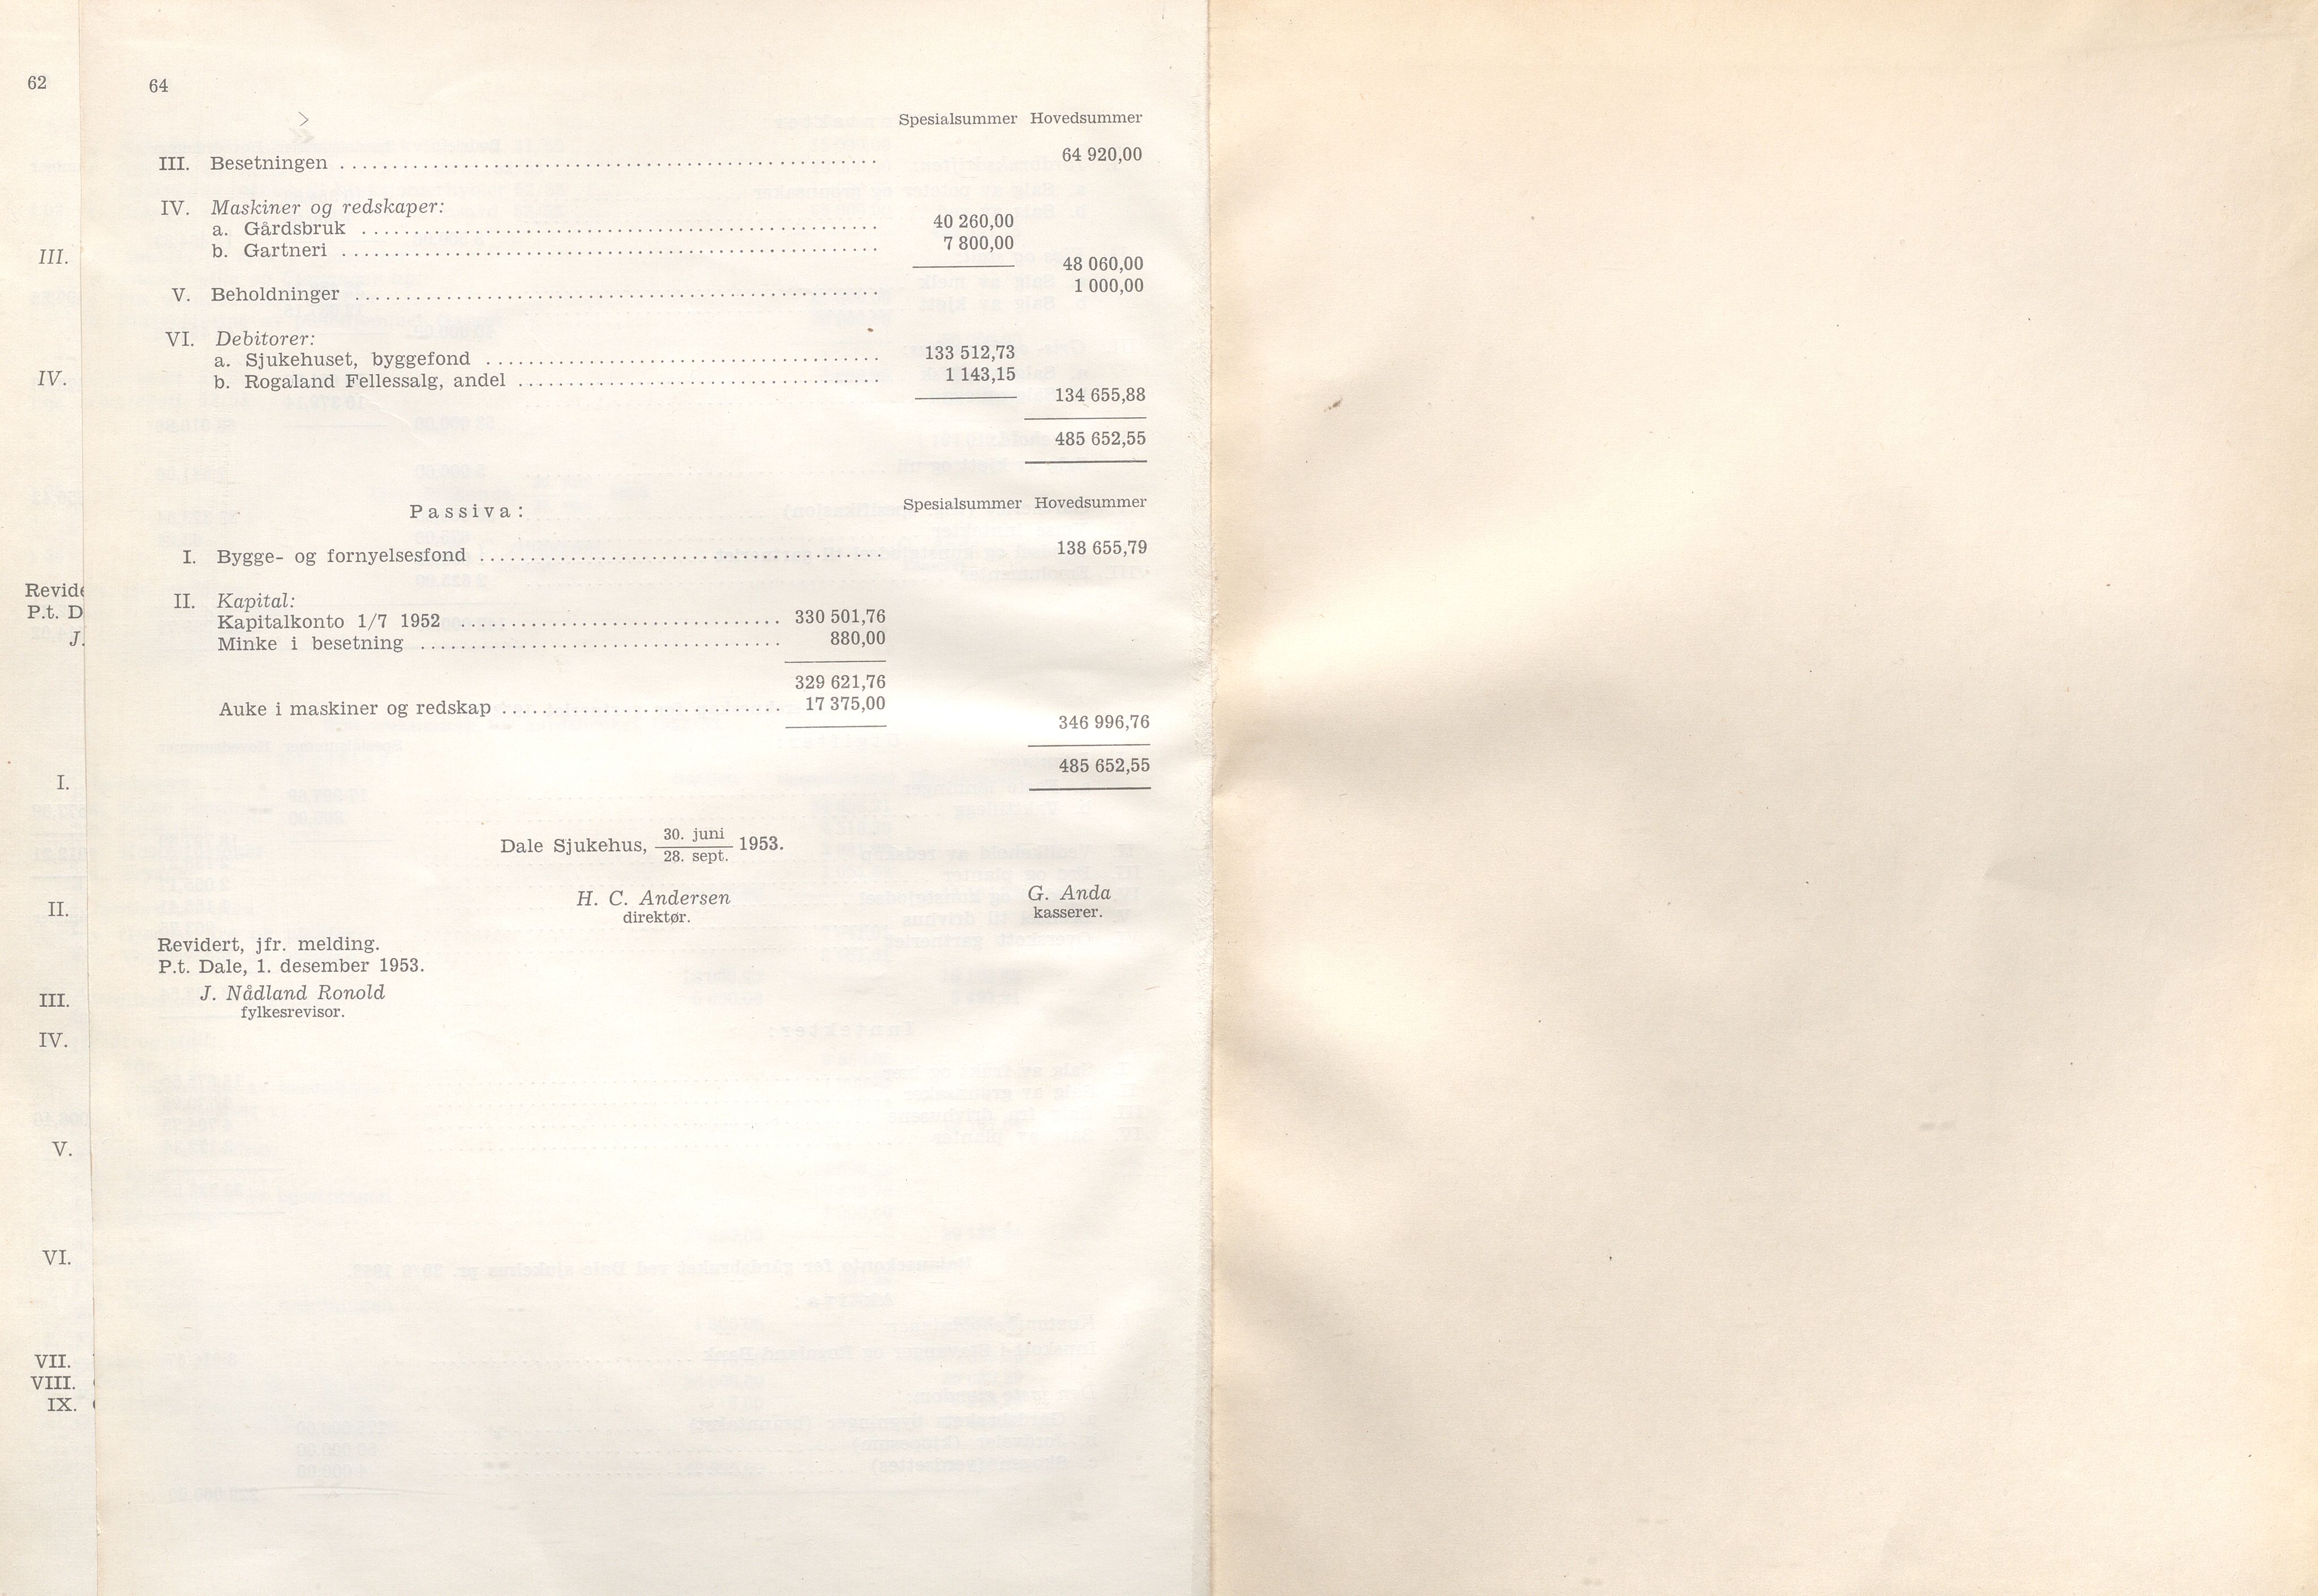 62
III.
IV.
Revide
P.t. D
J.
I.
II.
III.
IV.
V.
VI.
VII.
VIII.
IX.
64
Spesialsummer Hovedsummer
III. Besetningen ........ 64 920,00
IV. Maskiner og redskaper:
a. Gårdsbruk ........ 40 260,00
b. Gartneri ........ 7 800,00
48 060,00
V. Beholdninger ........ 1 000,00
VI. Debitorer:
a. Sjukehuset, byggefond ........ 133 512,73
b. Rogaland Fellessalg, andel ........ 1 143,15
134 655,88
485 652,55
Passiva: Spesialsummer Hovedsummer
I. Bygge- og fornyelsesfond ........ 138 655,79
II. Kapital:
Kapitalkonto 1/7 1952 ........ 330 501,76
Minke i besetning ........ 880,00
329 621,76
Auke i maskiner og redskap ........ 17 375,00
346 996,76
485 652,55
Dale Sjukehus, 30. juni / 28. sept. 1953.
H. C. Andersen
direktør.
G. Anda
kasserer.
Revidert, jfr. melding.
P.t. Dale, 1. desember 1953.
J. Nådland Ronold
fylkesrevisor.